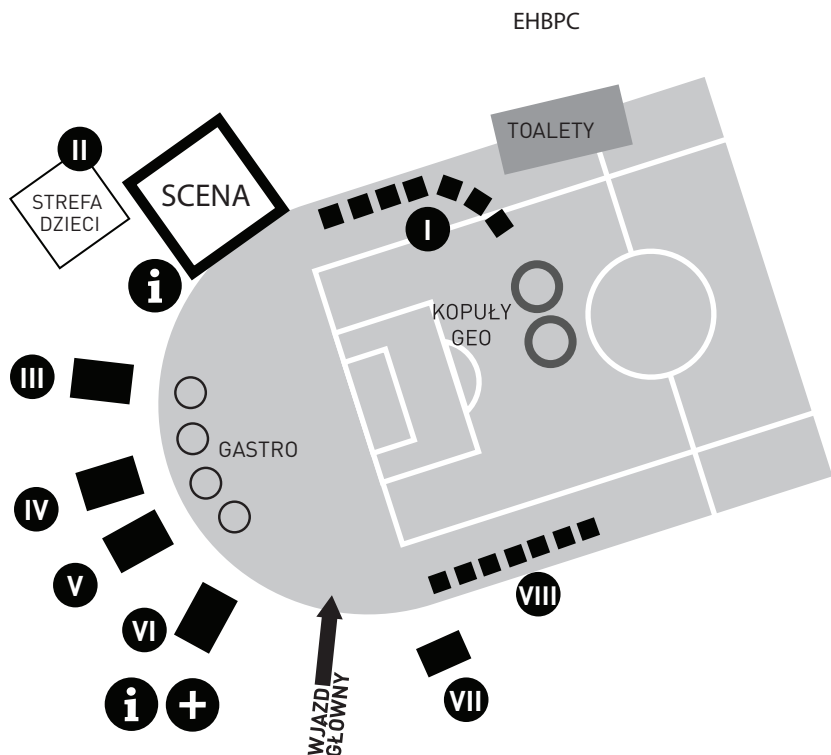 EHBPC
TOALETY
II
STREFA
DZIECI
SCENA
I
i
KOPUŁY
GEO
III
GASTRO
IV
V
VI
VIII
i +
WJAZD
GŁÓWNY
VII